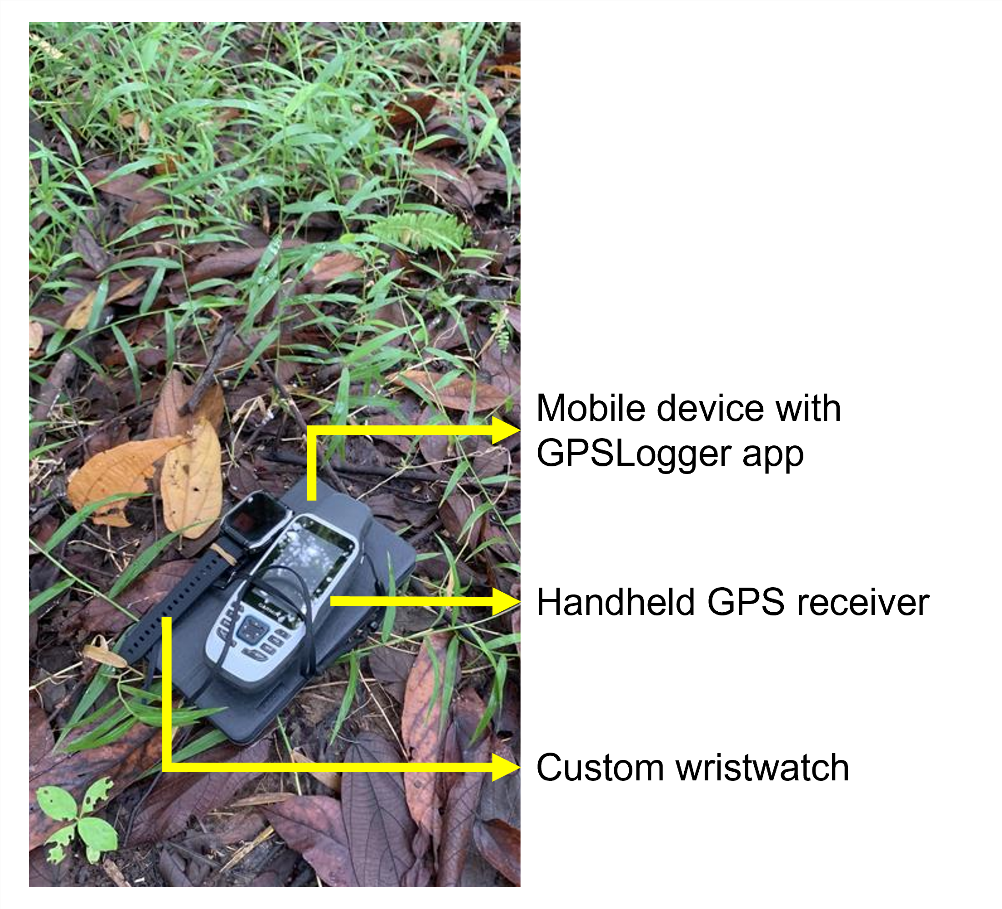 Mobile device with
GPSLogger app
Handheld GPS receiver
Custom wristwatch